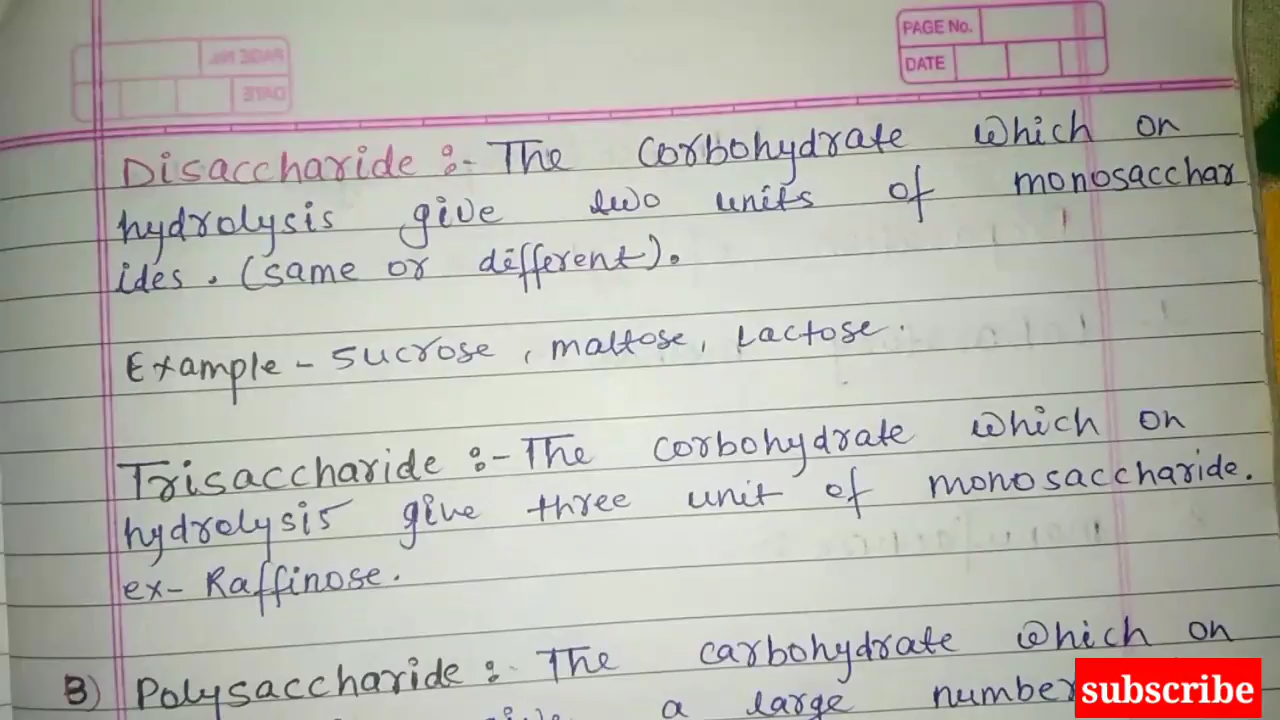 PAGE No.
DATE
Disaccharide :- The Corbohydrate which on
hydrolysis give two units of monosacchar
ides. (same or different).
Example - Sucrose, maltose, Lactose.
Trisaccharide :- The corbohydrate which on
hydrolysis give three unit of monosaccharide.
ex- Raffinose.
3) Polysaccharide :- The carbohydrate which on
a large number
subscribe